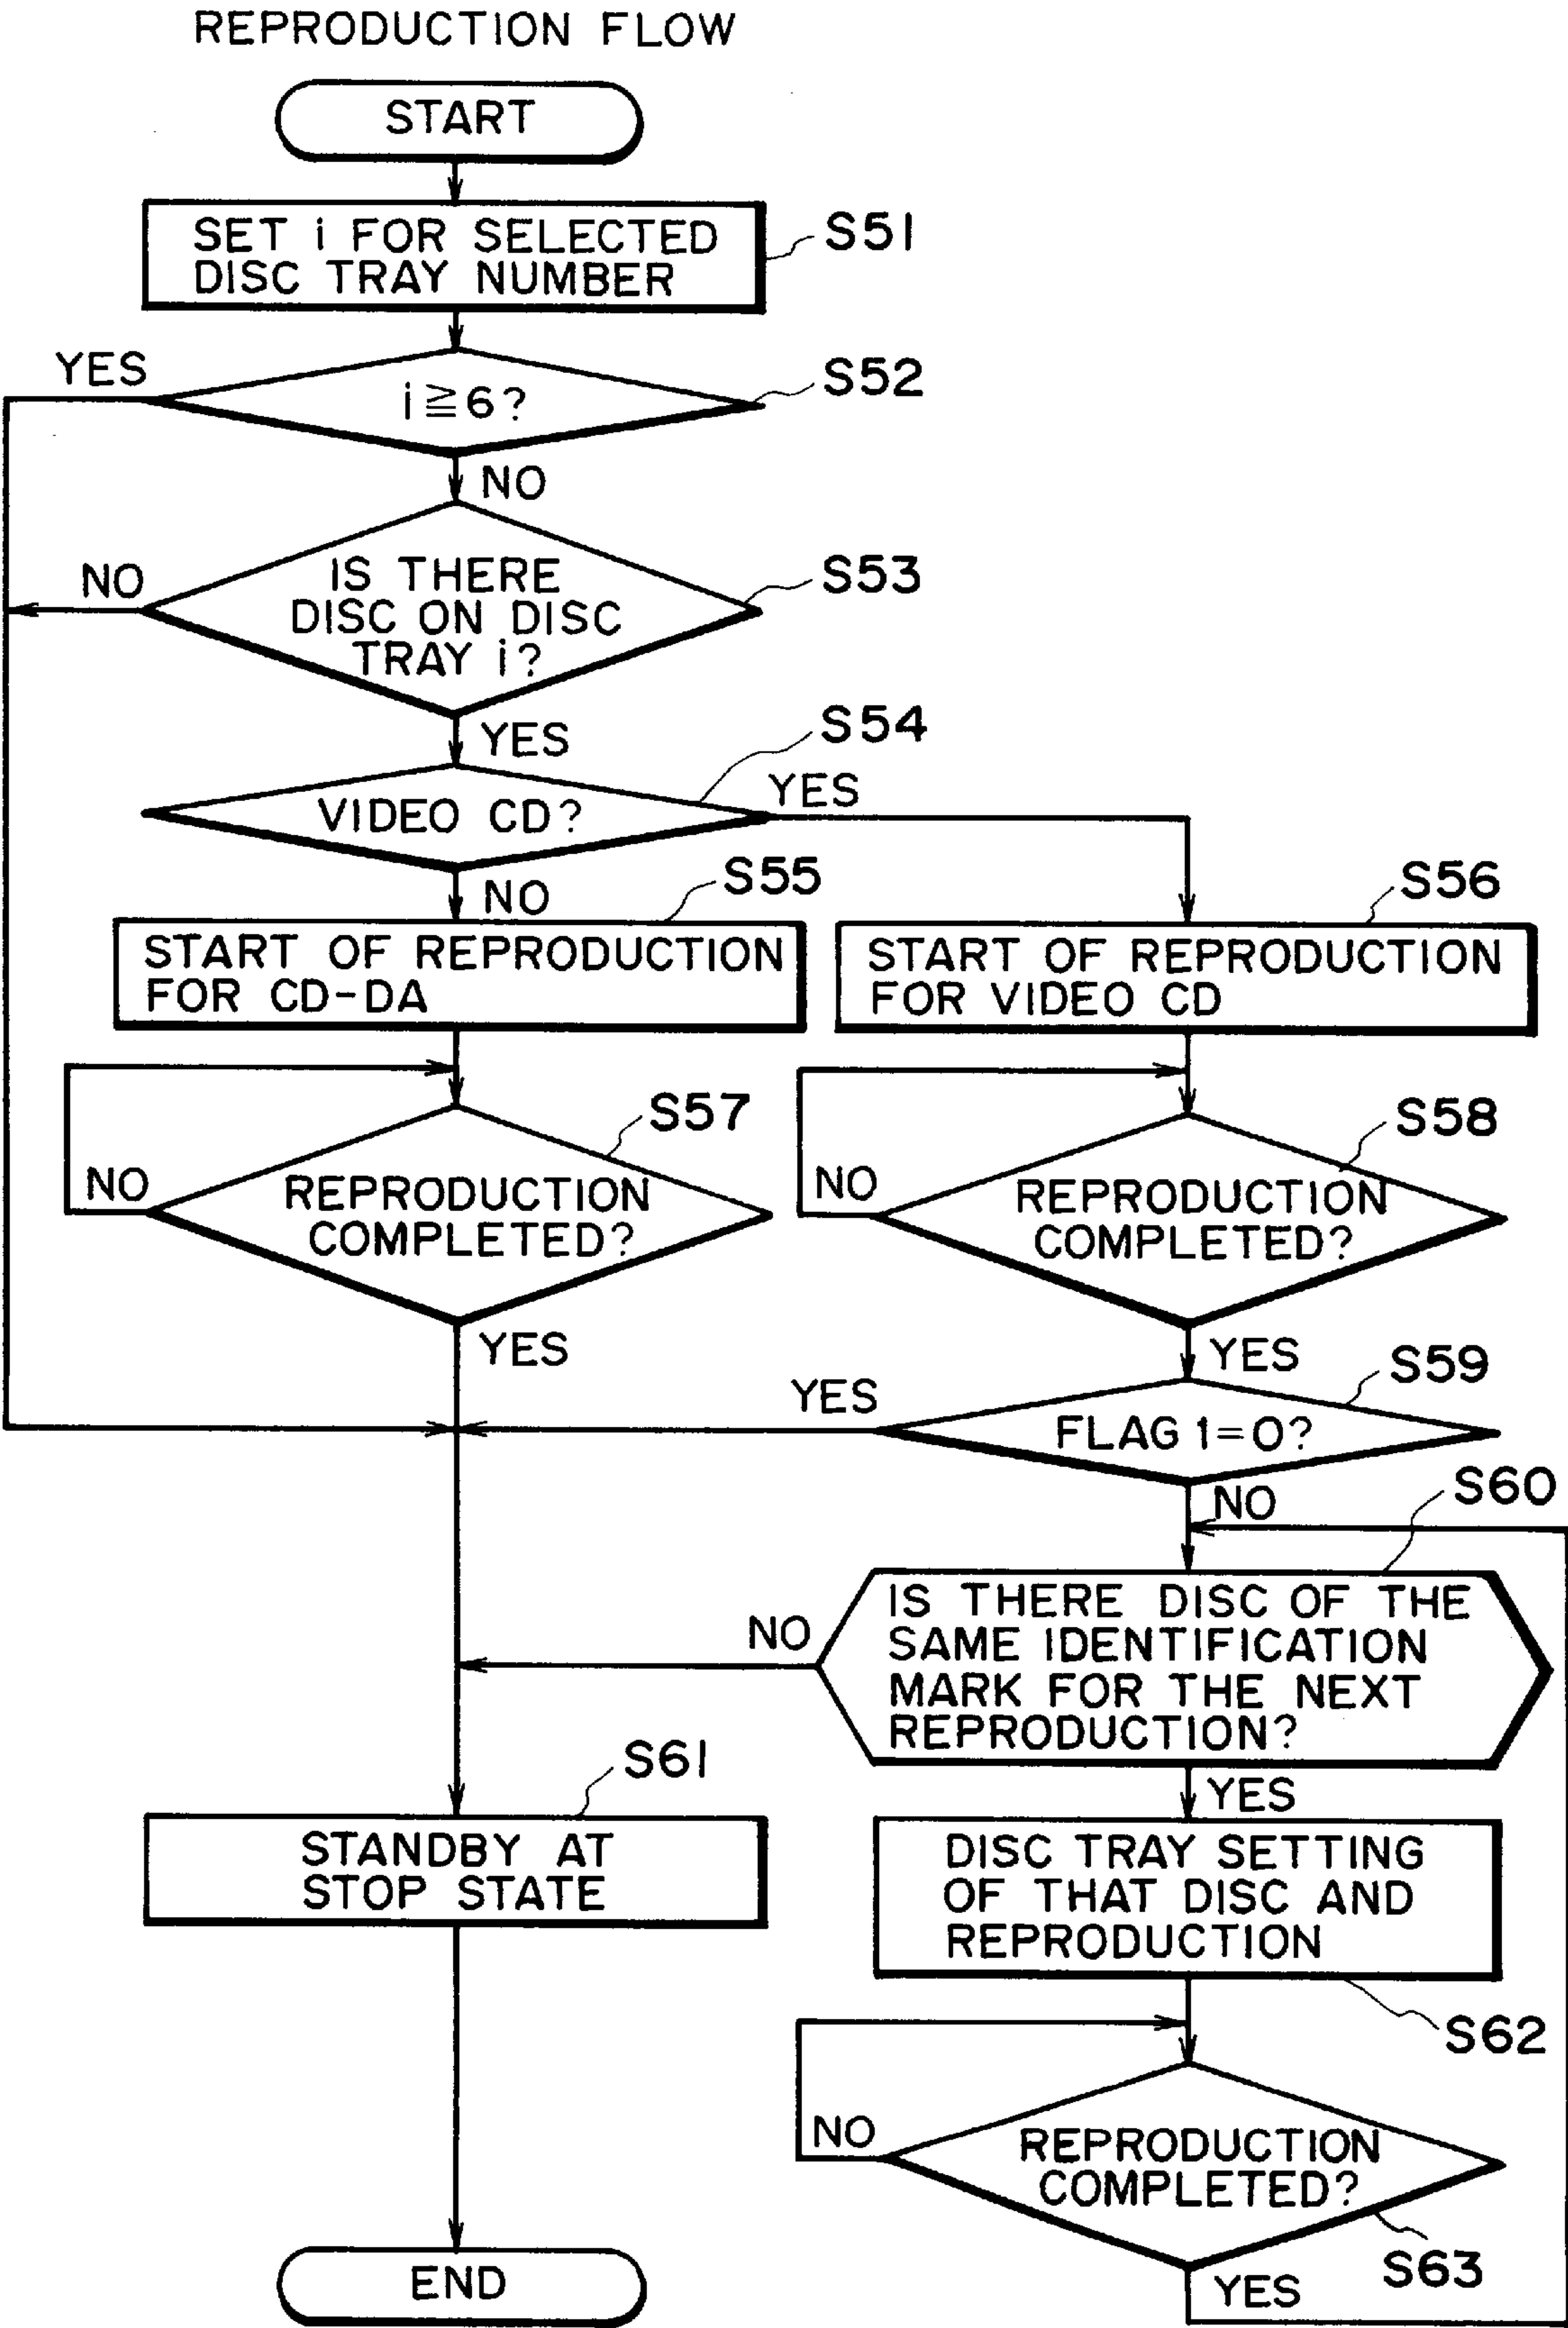 REPRODUCTION FLOW
START
SET i FOR SELECTED
DISC TRAY NUMBER
S51
YES
i≧6?
S52
NO
NO
IS THERE
DISC ON DISC
TRAY i?
S53
YES
S54
VIDEO CD?
YES
NO
S55
S56
START OF REPRODUCTION
FOR CD-DA
START OF REPRODUCTION
FOR VIDEO CD
S57
S58
NO
REPRODUCTION
COMPLETED?
NO
REPRODUCTION
COMPLETED?
YES
YES
S59
YES
FLAG 1=0?
NO
S60
NO
IS THERE DISC OF THE
SAME IDENTIFICATION
MARK FOR THE NEXT
REPRODUCTION?
YES
S61
STANDBY AT
STOP STATE
DISC TRAY SETTING
OF THAT DISC AND
REPRODUCTION
S62
NO
REPRODUCTION
COMPLETED?
S63
YES
END